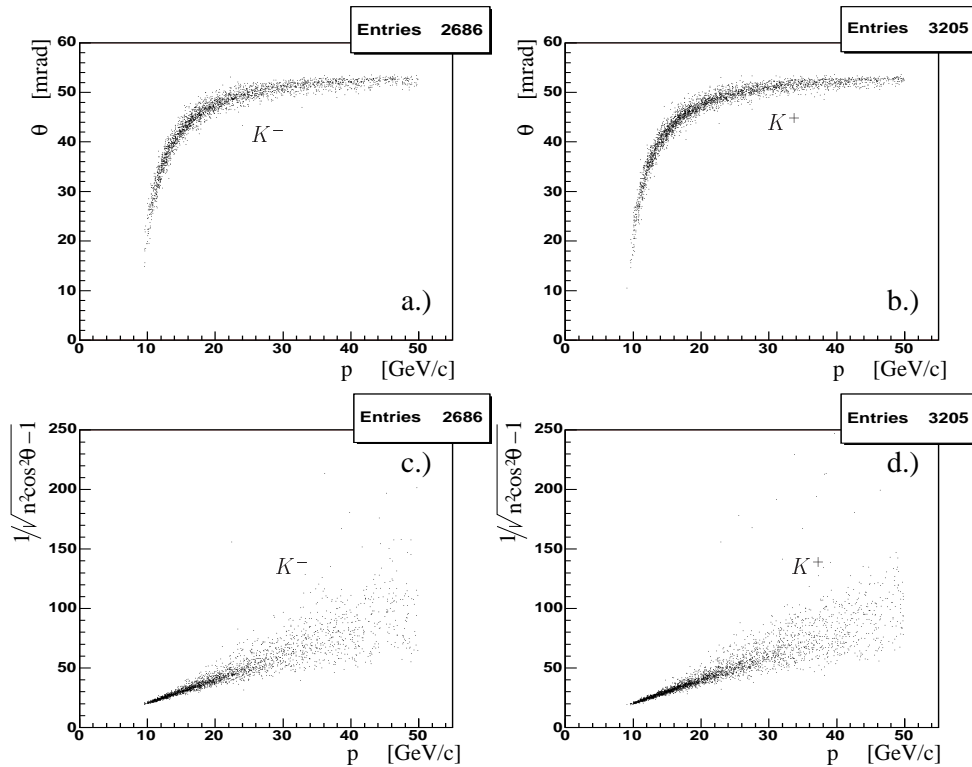 Entries 2686
Entries 3205
60
50
40
30
20
10
0
θ [mrad]
K⁻
a.)
0 10 20 30 40 50
p [GeV/c]
60
50
40
30
20
10
0
θ [mrad]
K⁺
b.)
0 10 20 30 40 50
p [GeV/c]
Entries 2686
Entries 3205
250
200
150
100
50
0
1/√n²cos²θ−1
c.)
K⁻
0 10 20 30 40 50
p [GeV/c]
250
200
150
100
50
0
1/√n²cos²θ−1
d.)
K⁺
0 10 20 30 40 50
p [GeV/c]